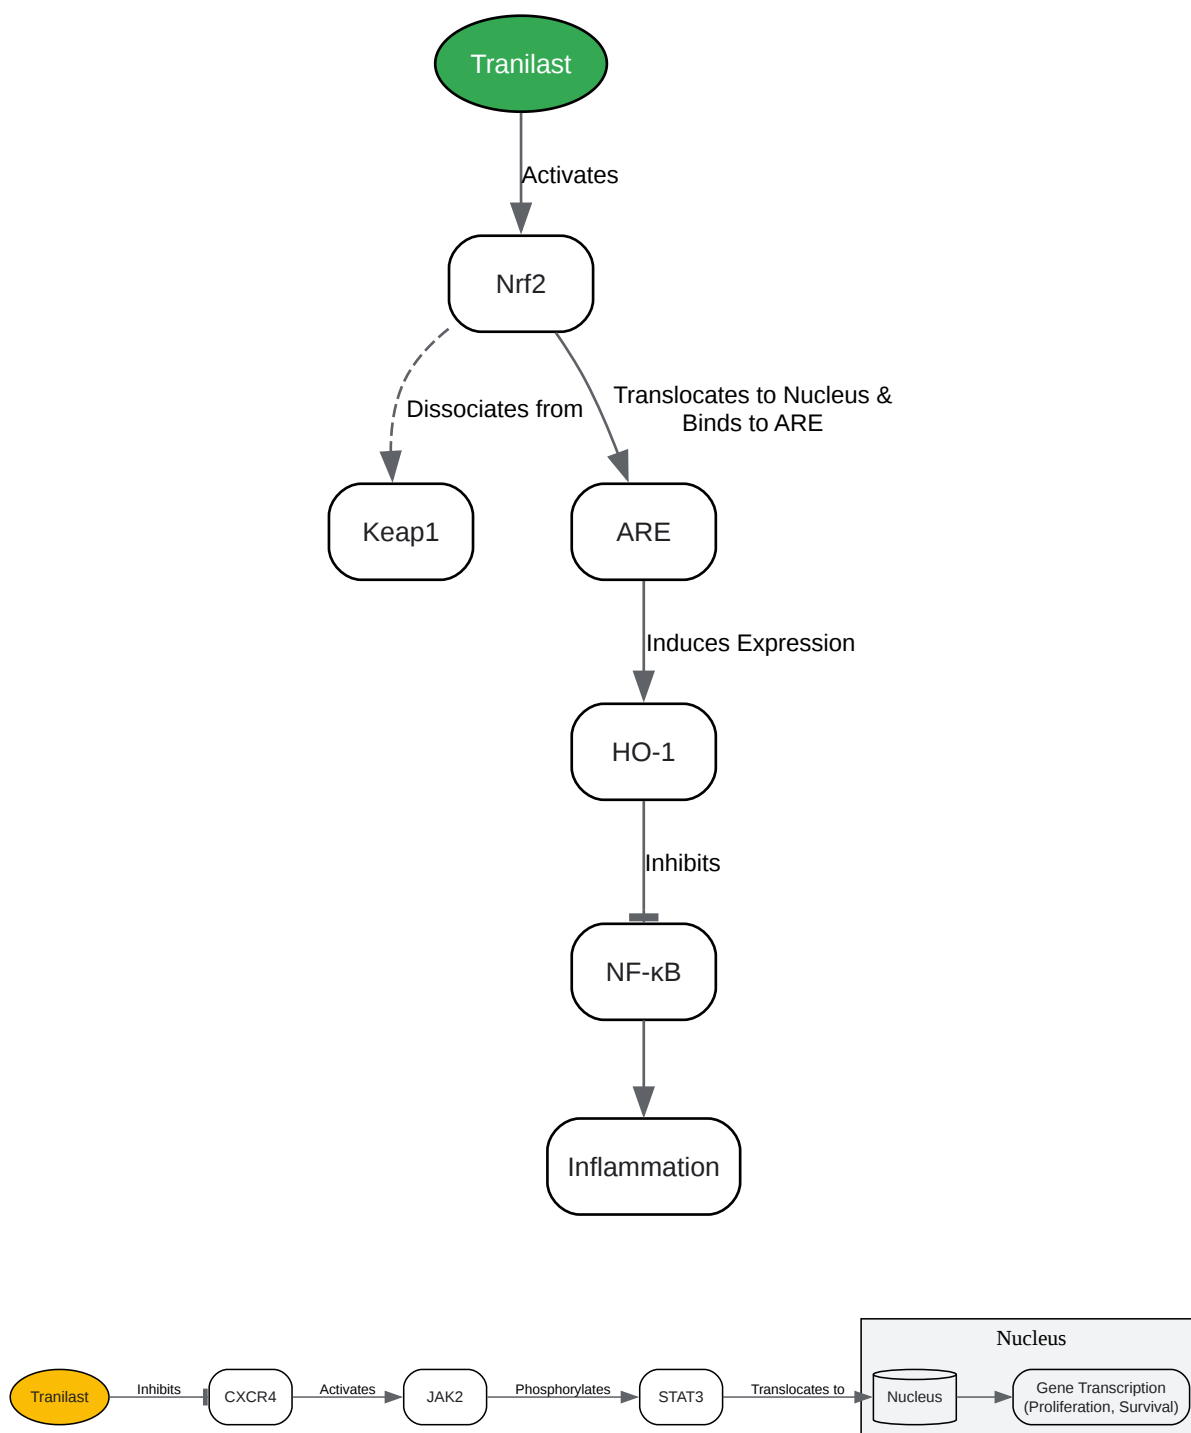 Tranilast
Activates
Nrf2
Dissociates from
Translocates to Nucleus &
Binds to ARE
Keap1
ARE
Induces Expression
HO-1
Inhibits
NF-κB
Inflammation
Nucleus
Tranilast
Inhibits
CXCR4
Activates
JAK2
Phosphorylates
STAT3
Translocates to
Nucleus
Gene Transcription
(Proliferation, Survival)